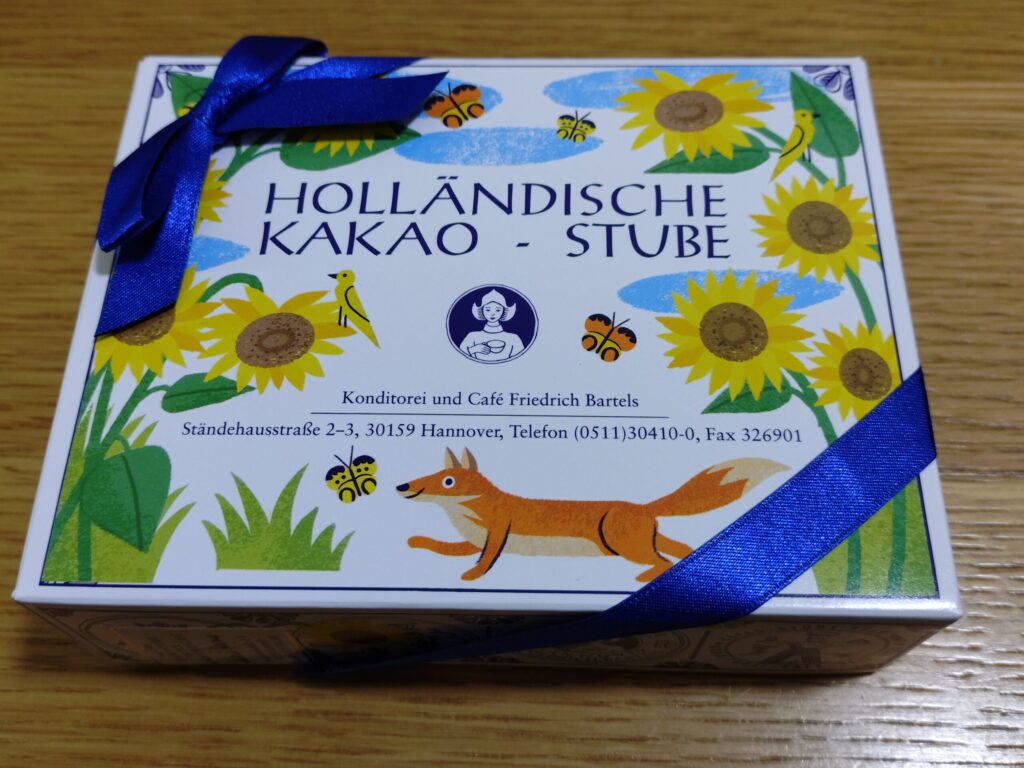 HOLLÄNDISCHE
KAKAO - STUBE
Konditorei und Café Friedrich Bartels
Ständehausstraße 2–3, 30159 Hannover, Telefon (0511)30410-0, Fax 326901